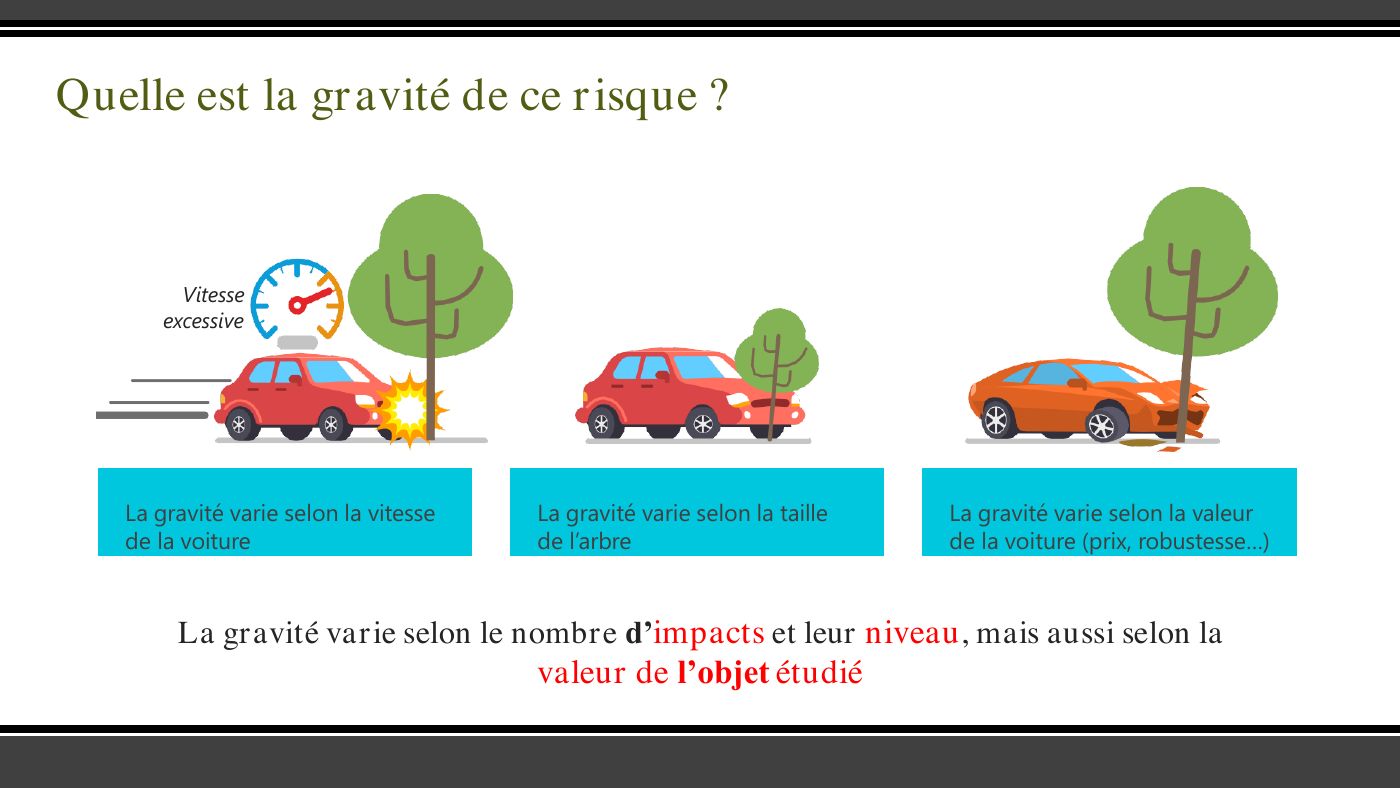 Quelle est la gravité de ce risque ?
Vitesse
excessive
La gravité varie selon la vitesse
de la voiture
La gravité varie selon la taille
de l’arbre
La gravité varie selon la valeur
de la voiture (prix, robustesse…)
La gravité varie selon le nombre d’impacts et leur niveau, mais aussi selon la
valeur de l’objet étudié